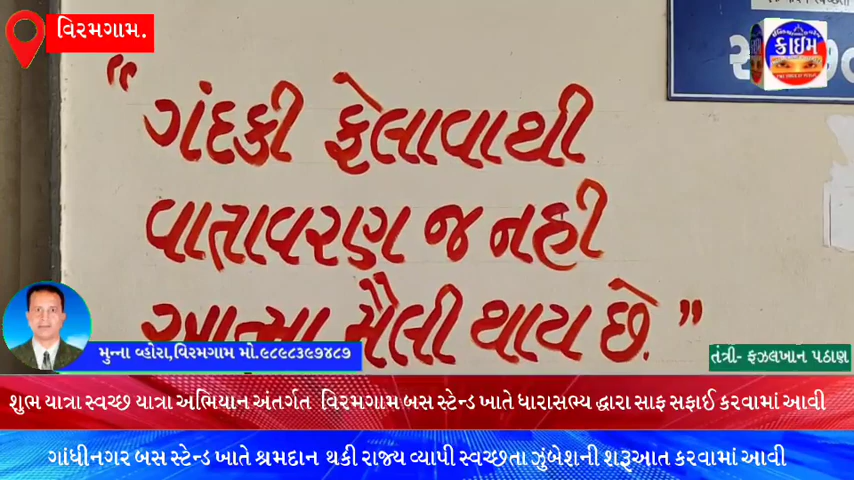 વિરમગામ.
ક્રાઈમ
“ગંદકી ફેલાવાથી
વાતાવરણ જ નહી
આત્મા મૈલી થાય છે.”
મુન્ના વ્હોરા,વિરમગામ મો.૯૮૯૮૩૯૭૪૮૭
તંત્રી- ફઝલખાન પઠાણ
શુભ યાત્રા સ્વચ્છ યાત્રા અભિયાન અંતર્ગત વિરમગામ બસ સ્ટેન્ડ ખાતે ધારાસભ્ય દ્વારા સાફ સફાઈ કરવામાં આવી
ગાંધીનગર બસ સ્ટેન્ડ ખાતે શ્રમદાન થકી રાજ્ય વ્યાપી સ્વચ્છતા ઝુંબેશની શરૂઆત કરવામાં આવી